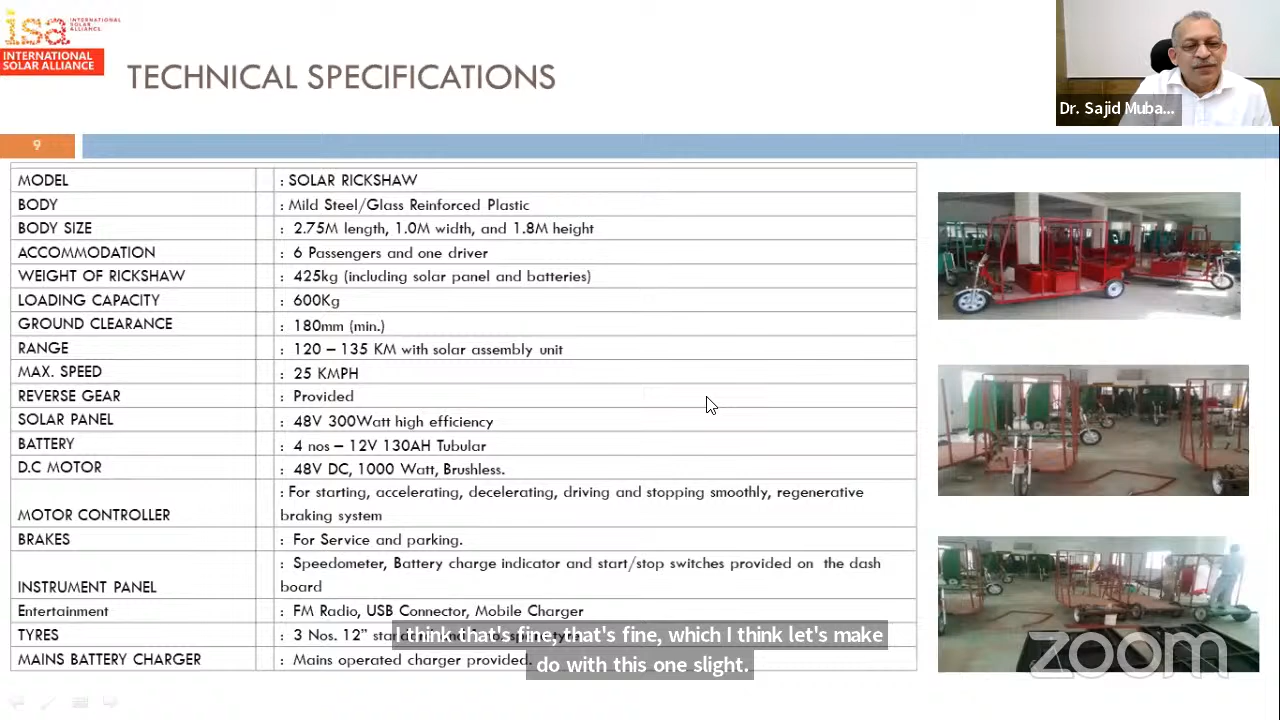 isa INTERNATIONAL SOLAR ALLIANCE
INTERNATIONAL
SOLAR ALLIANCE
TECHNICAL SPECIFICATIONS
Dr. Sajid Muba...
9
MODEL : SOLAR RICKSHAW
BODY : Mild Steel/Glass Reinforced Plastic
BODY SIZE : 2.75M length, 1.0M width, and 1.8M height
ACCOMMODATION : 6 Passengers and one driver
WEIGHT OF RICKSHAW : 425kg (including solar panel and batteries)
LOADING CAPACITY : 600Kg
GROUND CLEARANCE : 180mm (min.)
RANGE : 120 – 135 KM with solar assembly unit
MAX. SPEED : 25 KMPH
REVERSE GEAR : Provided
SOLAR PANEL : 48V 300Watt high efficiency
BATTERY : 4 nos – 12V 130AH Tubular
D.C MOTOR : 48V DC, 1000 Watt, Brushless.
MOTOR CONTROLLER : For starting, accelerating, decelerating, driving and stopping smoothly, regenerative
braking system
BRAKES : For Service and parking.
INSTRUMENT PANEL : Speedometer, Battery charge indicator and start/stop switches provided on the dash
board
Entertainment : FM Radio, USB Connector, Mobile Charger
TYRES : 3 Nos. 12”
MAINS BATTERY CHARGER : Mains operated charger provided.
I think that's fine, that's fine, which I think let's make
do with this one slight.
zoom